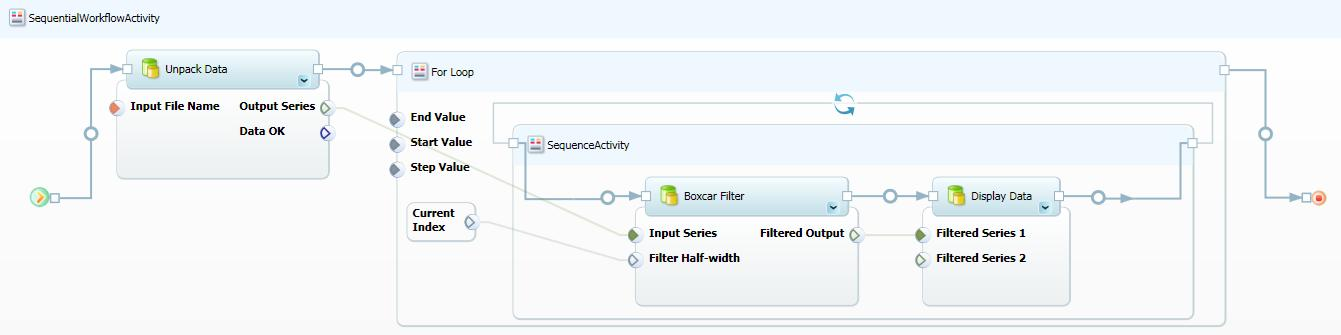 SequentialWorkflowActivity
Unpack Data
Input File Name Output Series
Data OK
For Loop
End Value
Start Value
Step Value
Current
Index
SequenceActivity
Boxcar Filter
Input Series Filtered Output
Filter Half-width
Display Data
Filtered Series 1
Filtered Series 2